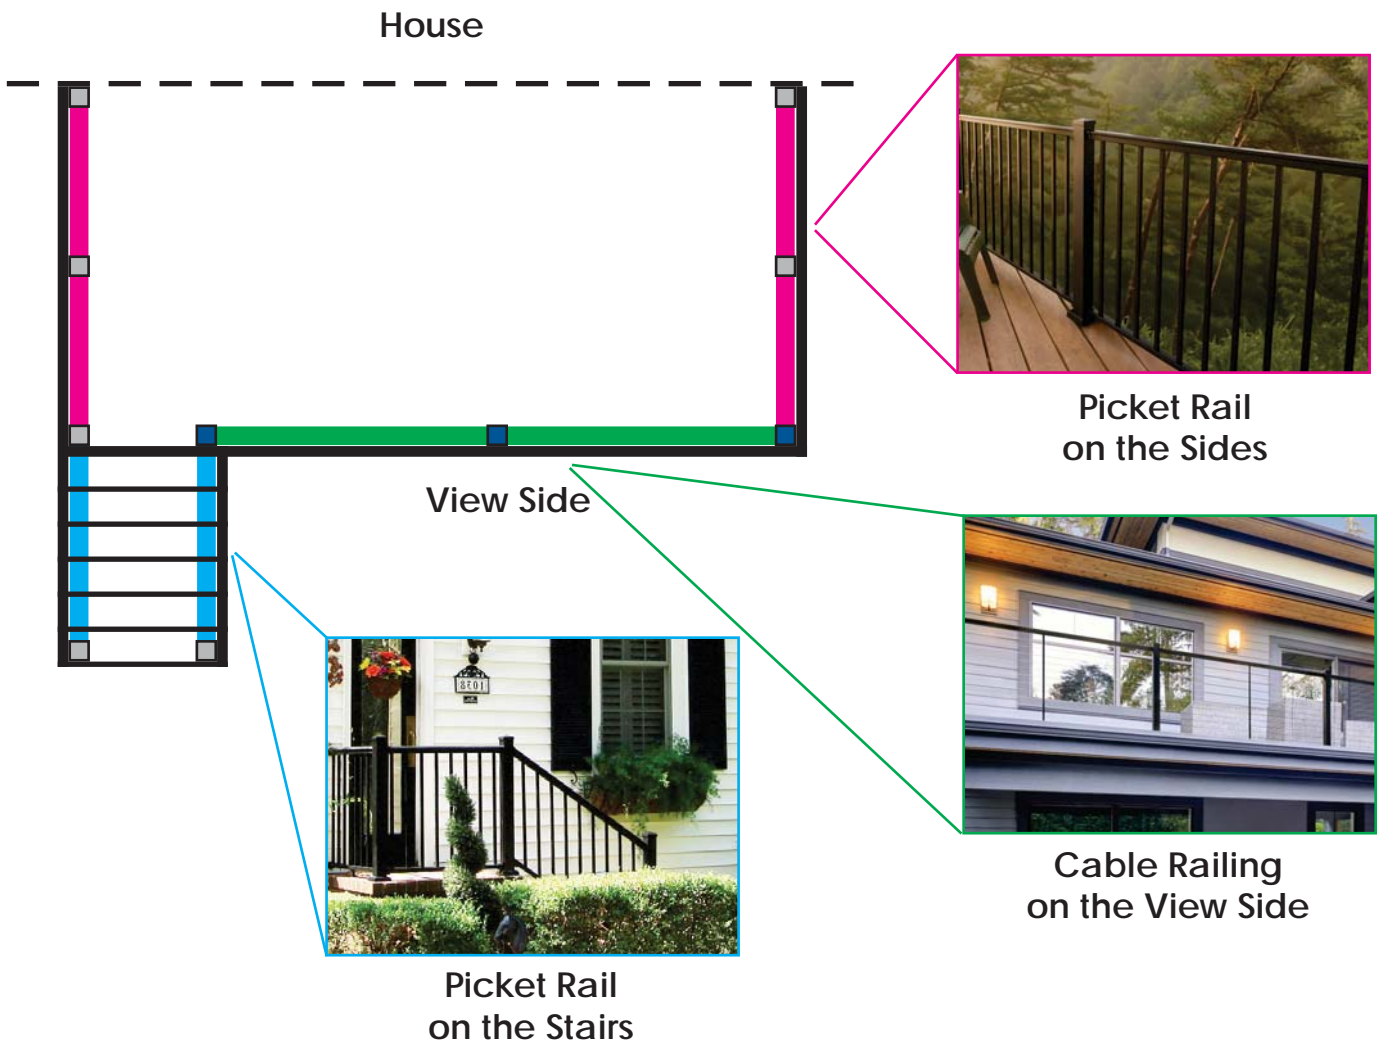 House
Picket Rail
on the Sides
View Side
Cable Railing
on the View Side
Picket Rail
on the Stairs